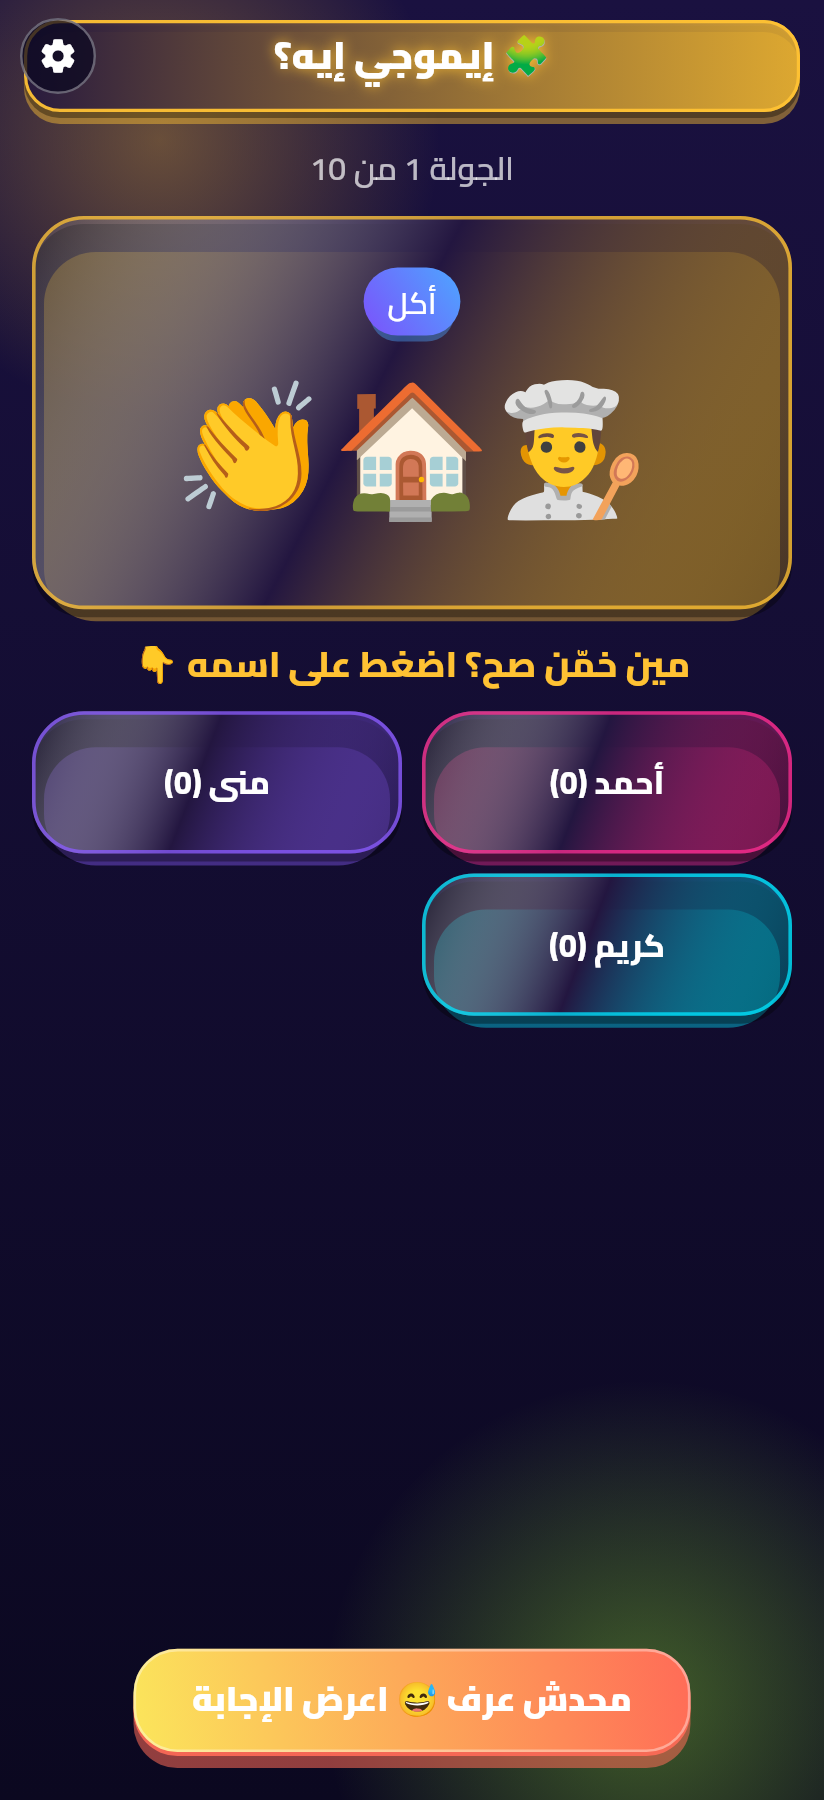 🧩 إيموجي إيه؟
الجولة 1 من 10
أكل
مين خمّن صح؟ اضغط على اسمه 👇
أحمد (0)
منى (0)
كريم (0)
محدش عرف 😅 اعرض الإجابة